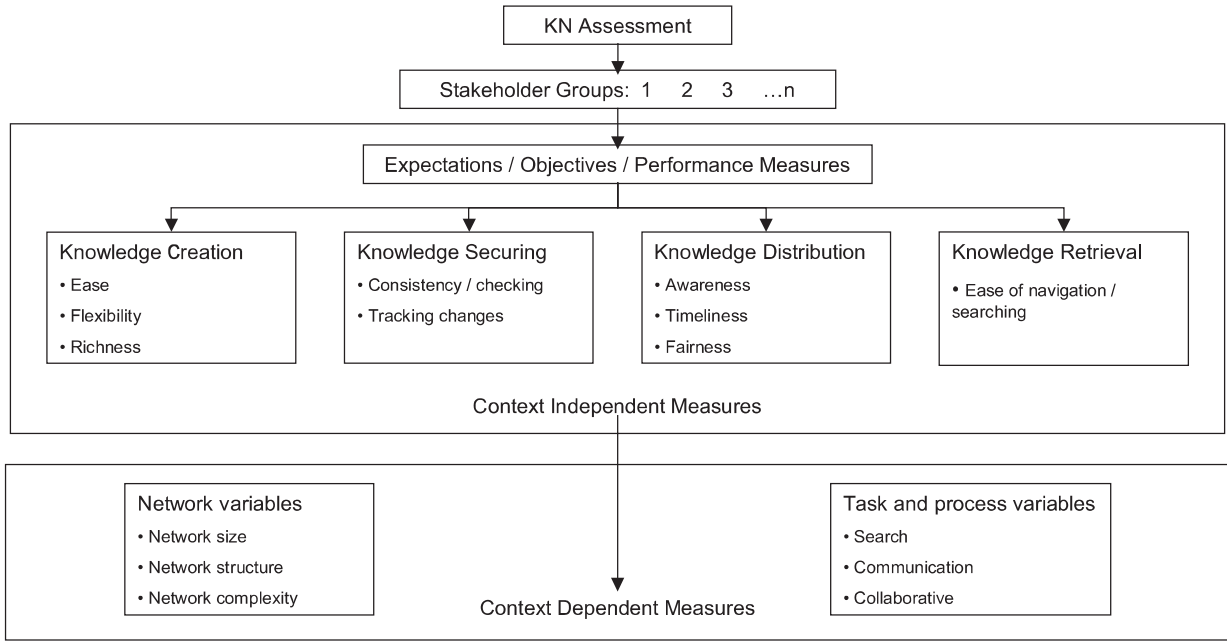 KN Assessment
Stakeholder Groups: 1 2 3 …n
Expectations / Objectives / Performance Measures
Knowledge Creation
• Ease
• Flexibility
• Richness
Knowledge Securing
• Consistency / checking
• Tracking changes
Knowledge Distribution
• Awareness
• Timeliness
• Fairness
Knowledge Retrieval
• Ease of navigation /
searching
Context Independent Measures
Network variables
• Network size
• Network structure
• Network complexity
Task and process variables
• Search
• Communication
• Collaborative
Context Dependent Measures